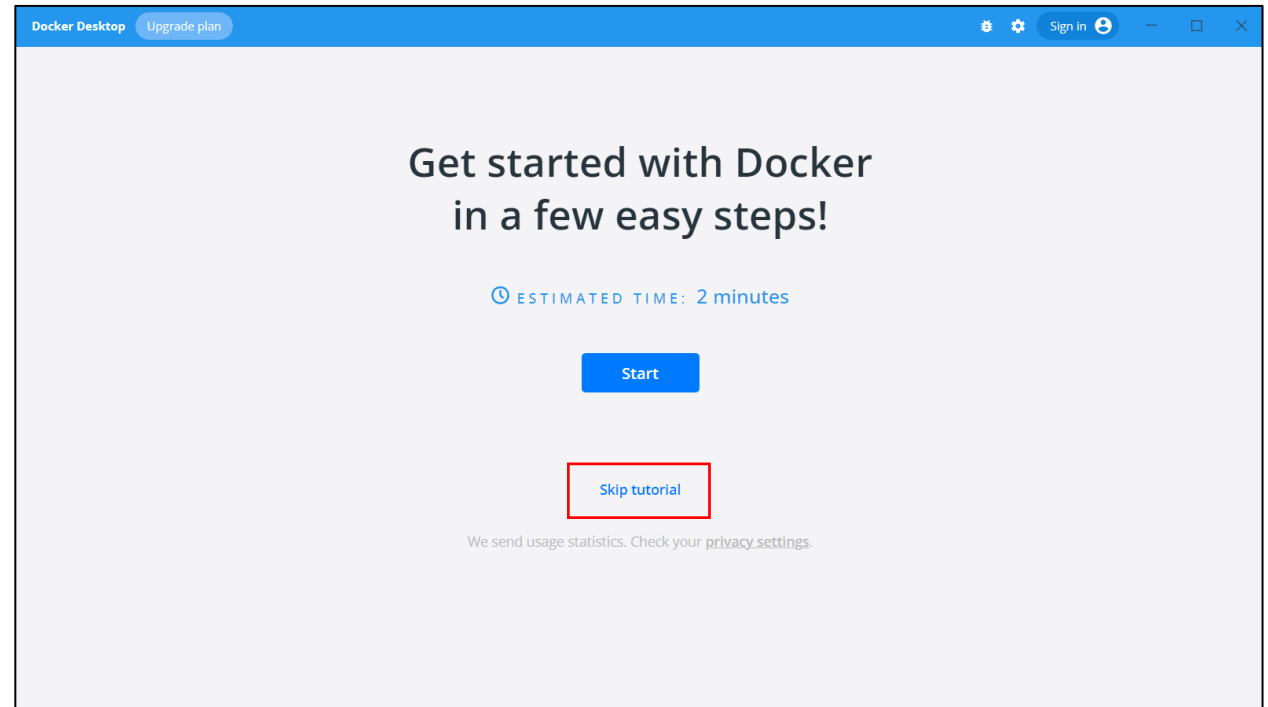 Docker Desktop Upgrade plan Sign in
Get started with Docker
in a few easy steps!
ESTIMATED TIME: 2 minutes
Start
Skip tutorial
We send usage statistics. Check your privacy settings.